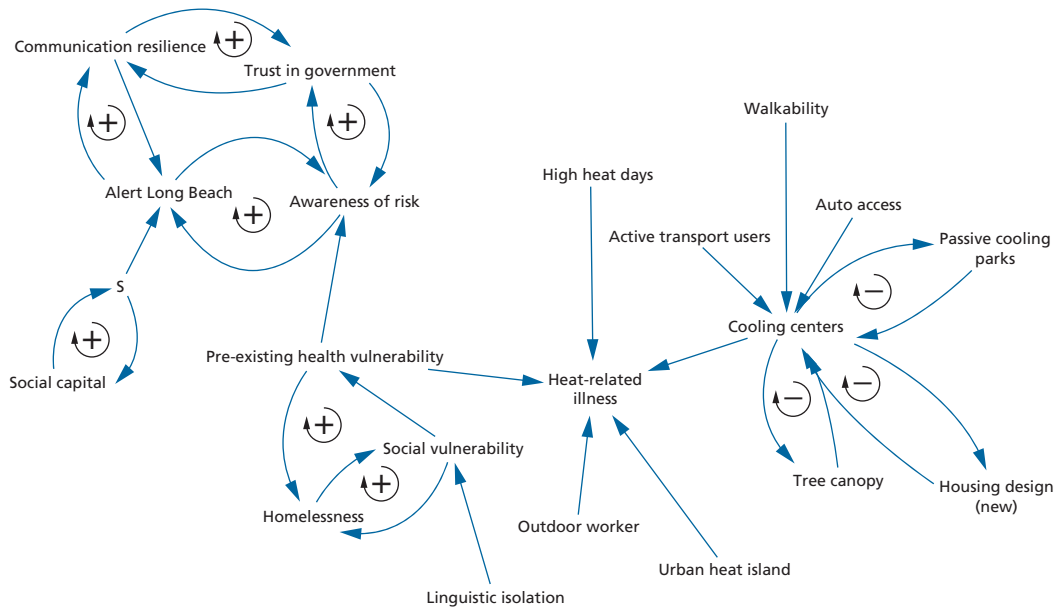 Communication resilience
+
Trust in government
+
+
Walkability
High heat days
Alert Long Beach
Awareness of risk
+
Auto access
Active transport users
Passive cooling
parks
S
−
Cooling centers
+
Pre-existing health vulnerability
Social capital
Heat-related
illness
−
−
+
Social vulnerability
+
Tree canopy
Housing design
(new)
Homelessness
Outdoor worker
Urban heat island
Linguistic isolation